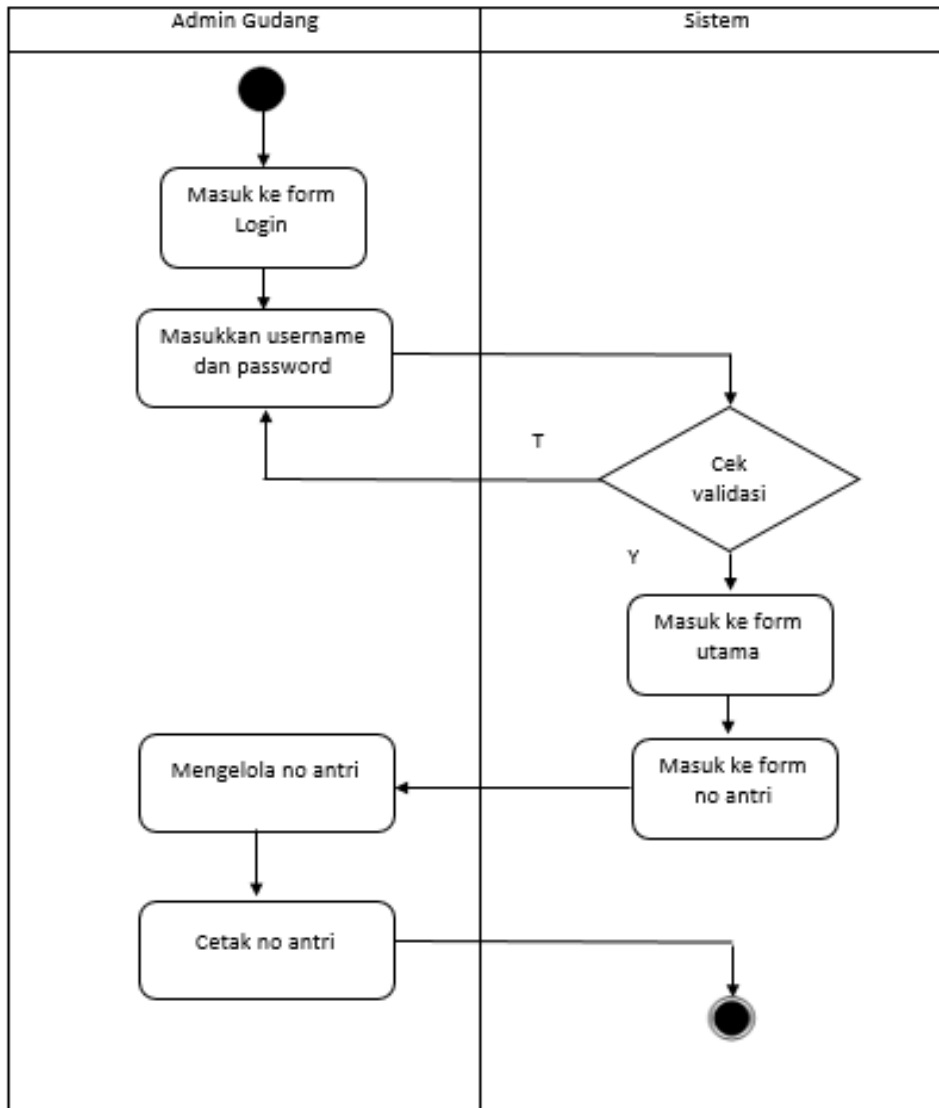 Admin Gudang
Sistem
Masuk ke form
Login
Masukkan username
dan password
T
Cek
validasi
Y
Masuk ke form
utama
Mengelola no antri
Masuk ke form
no antri
Cetak no antri